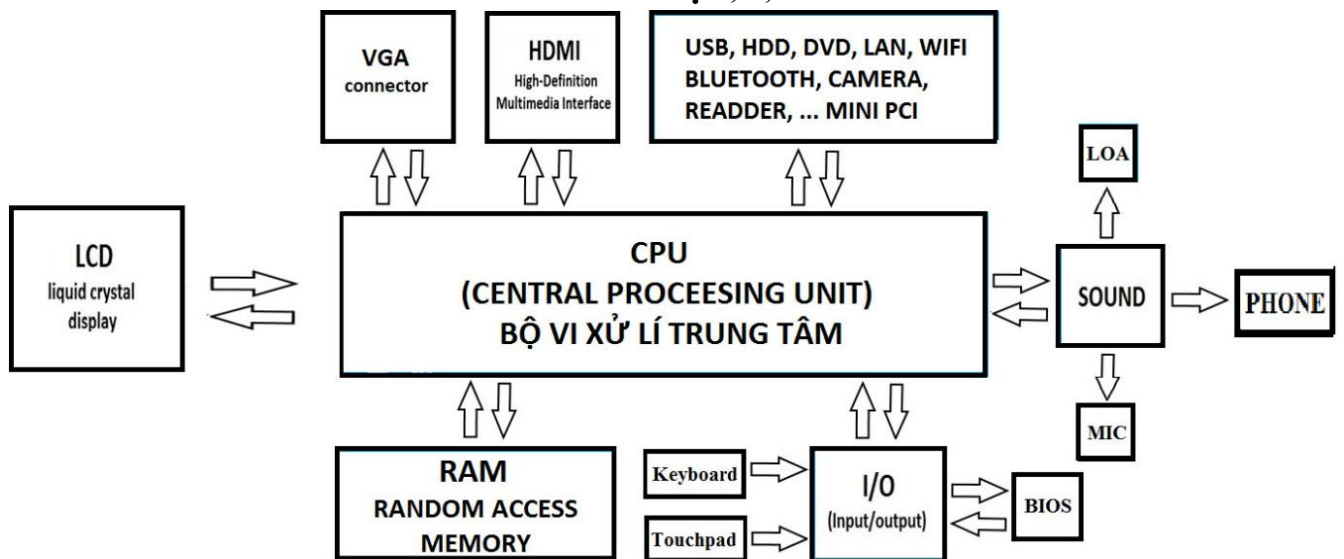 VGA
connector
HDMI
High-Definition
Multimedia Interface
USB, HDD, DVD, LAN, WIFI
BLUETOOTH, CAMERA,
READDER, ... MINI PCI
LOA
LCD
liquid crystal
display
CPU
(CENTRAL PROCEESING UNIT)
BỘ VI XỬ LÍ TRUNG TÂM
SOUND
PHONE
MIC
RAM
RANDOM ACCESS
MEMORY
Keyboard
Touchpad
I/O
(Input/output)
BIOS